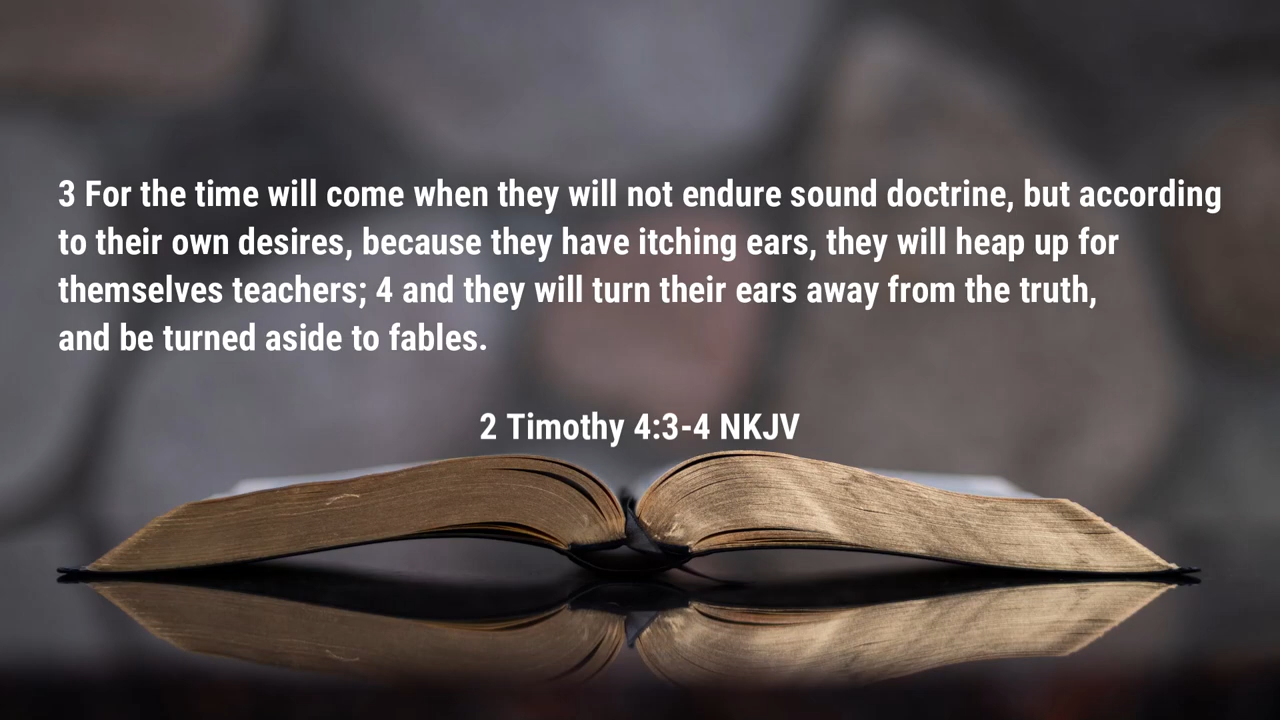 3 For the time will come when they will not endure sound doctrine, but according
to their own desires, because they have itching ears, they will heap up for
themselves teachers; 4 and they will turn their ears away from the truth,
and be turned aside to fables.
2 Timothy 4:3-4 NKJV